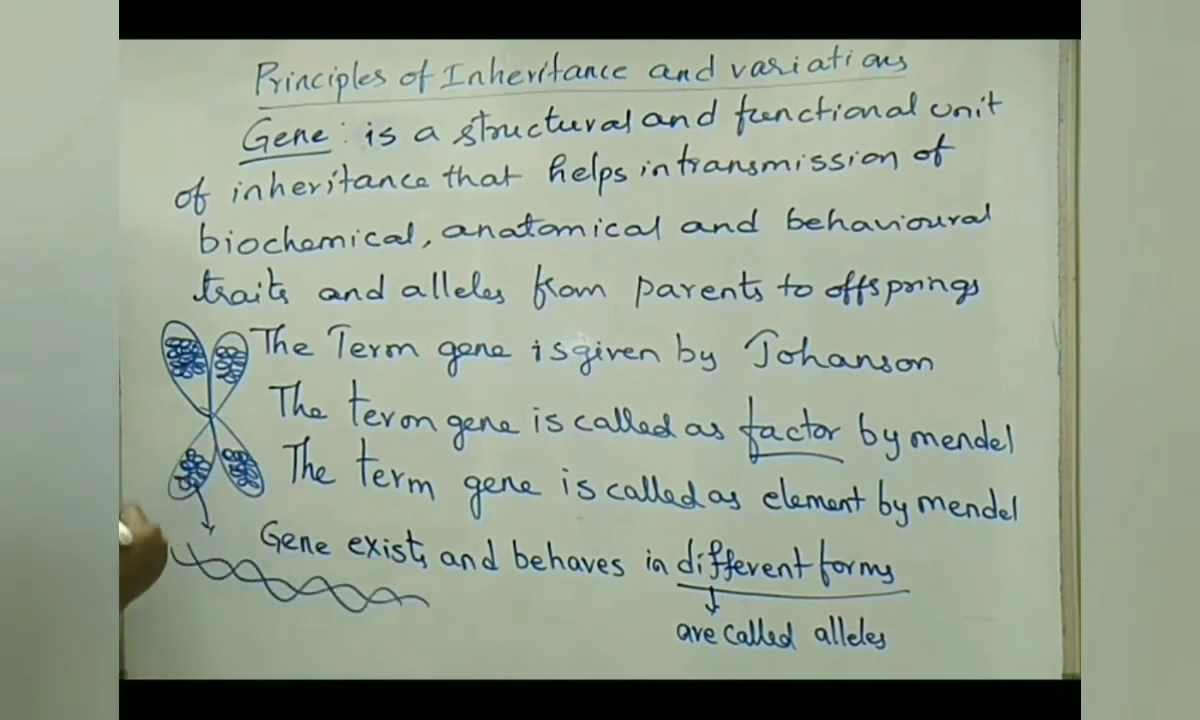 Principles of Inheritance and variations
Gene: is a structural and functional unit
of inheritance that helps in transmission of
biochemical, anatomical and behavioural
traits and alleles from parents to offsprings
The Term gene is given by Johanson
The term gene is called as factor by mendel
The term gene is called as element by mendel
Gene exists and behaves in different forms
are called alleles